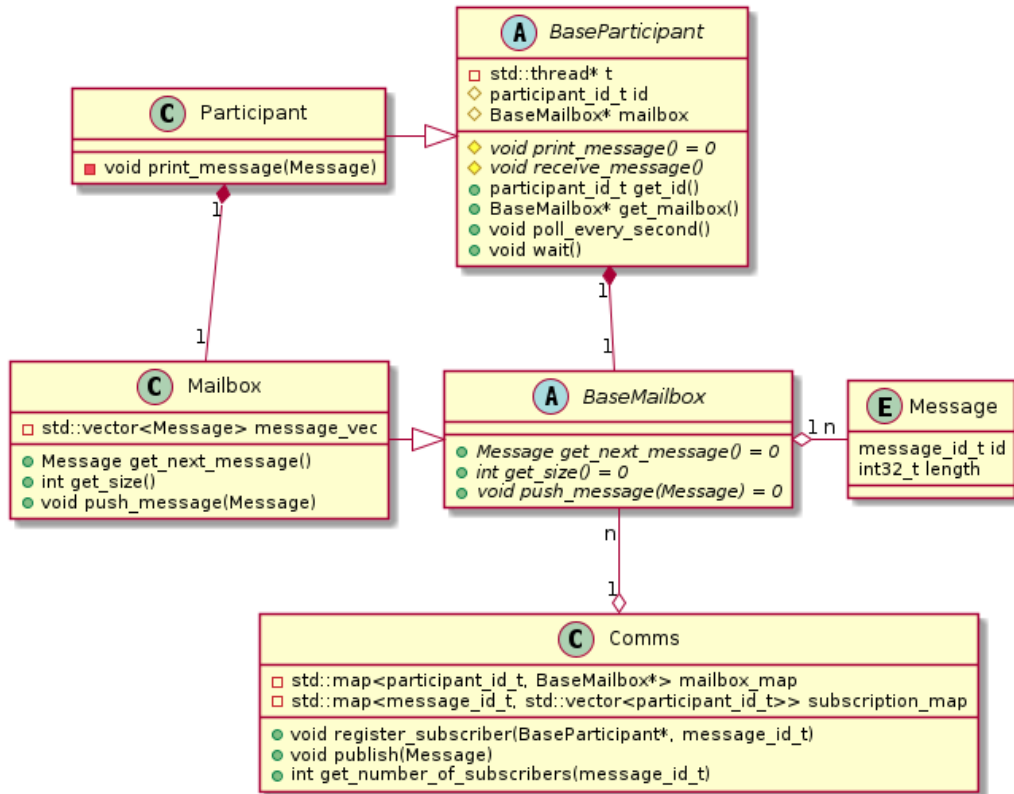 A BaseParticipant
std::thread* t
participant_id_t id
BaseMailbox* mailbox
void print_message() = 0
void receive_message()
participant_id_t get_id()
BaseMailbox* get_mailbox()
void poll_every_second()
void wait()
C Participant
void print_message(Message)
1
1
1
1
C Mailbox
std::vector<Message> message_vec
Message get_next_message()
int get_size()
void push_message(Message)
A BaseMailbox
Message get_next_message() = 0
int get_size() = 0
void push_message(Message) = 0
1 n
E Message
message_id_t id
int32_t length
n
1
C Comms
std::map<participant_id_t, BaseMailbox*> mailbox_map
std::map<message_id_t, std::vector<participant_id_t>> subscription_map
void register_subscriber(BaseParticipant*, message_id_t)
void publish(Message)
int get_number_of_subscribers(message_id_t)